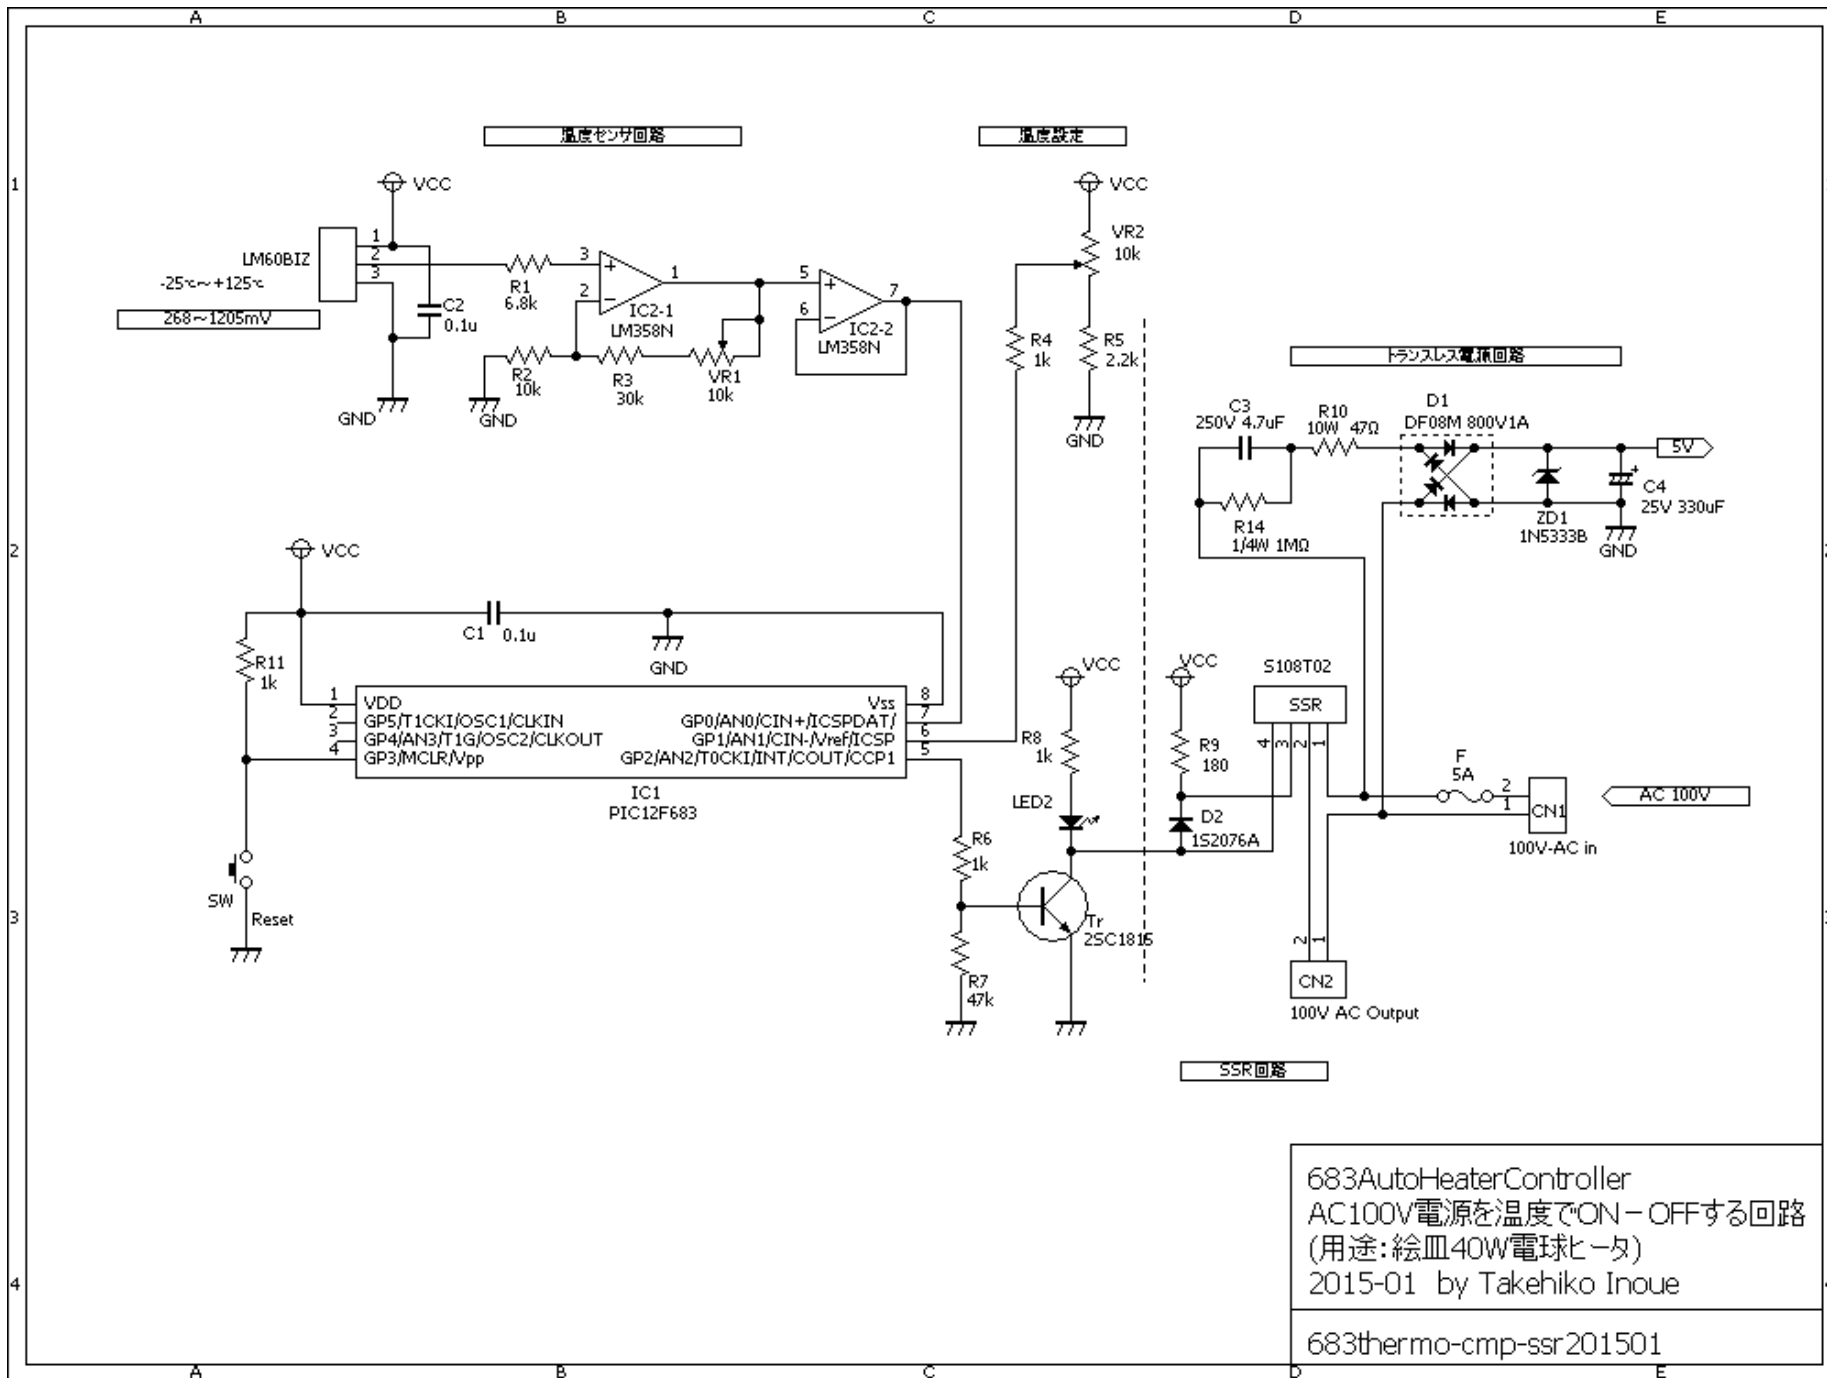 A B C D E
温度センサ回路
温度設定
1
VCC
VCC
LM60BIZ
1
2
3
-25℃～+125℃
268～1205mV
C2
0.1u
GND
R1
6.8k
3
2
1
IC2-1
LM358N
R2
10k
GND
R3
30k
VR1
10k
5
6
7
IC2-2
LM358N
VR2
10k
R4
1k
R5
2.2k
GND
トランスレス電源回路
C3
250V 4.7uF
R10
10W 47Ω
D1
DF08M 800V1A
5V
R14
1/4W 1MΩ
ZD1
1N5333B
C4
+
25V 330uF
GND
2
2
VCC
C1 0.1u
GND
R11
1k
1 VDD
2 GP5/T1CKI/OSC1/CLKIN
3 GP4/AN3/T1G/OSC2/CLKOUT
4 GP3/MCLR/Vpp
Vss 8
GP0/AN0/CIN+/ICSPDAT/ 7
GP1/AN1/CIN-/Vref/ICSP 6
GP2/AN2/T0CKI/INT/COUT/CCP1 5
IC1
PIC12F683
VCC
VCC
R8
1k
LED2
R9
180
D2
1S2076A
S108T02
SSR
4 3 2 1
F
5A
2
1
CN1
AC 100V
100V-AC in
SW
Reset
R6
1k
R7
47k
Tr
2SC1815
3
3
2 1
CN2
100V AC Output
SSR回路
683AutoHeaterController
AC100V電源を温度でON－OFFする回路
(用途:絵皿40W電球ヒータ)
2015-01 by Takehiko Inoue
683thermo-cmp-ssr201501
4
A B C D E